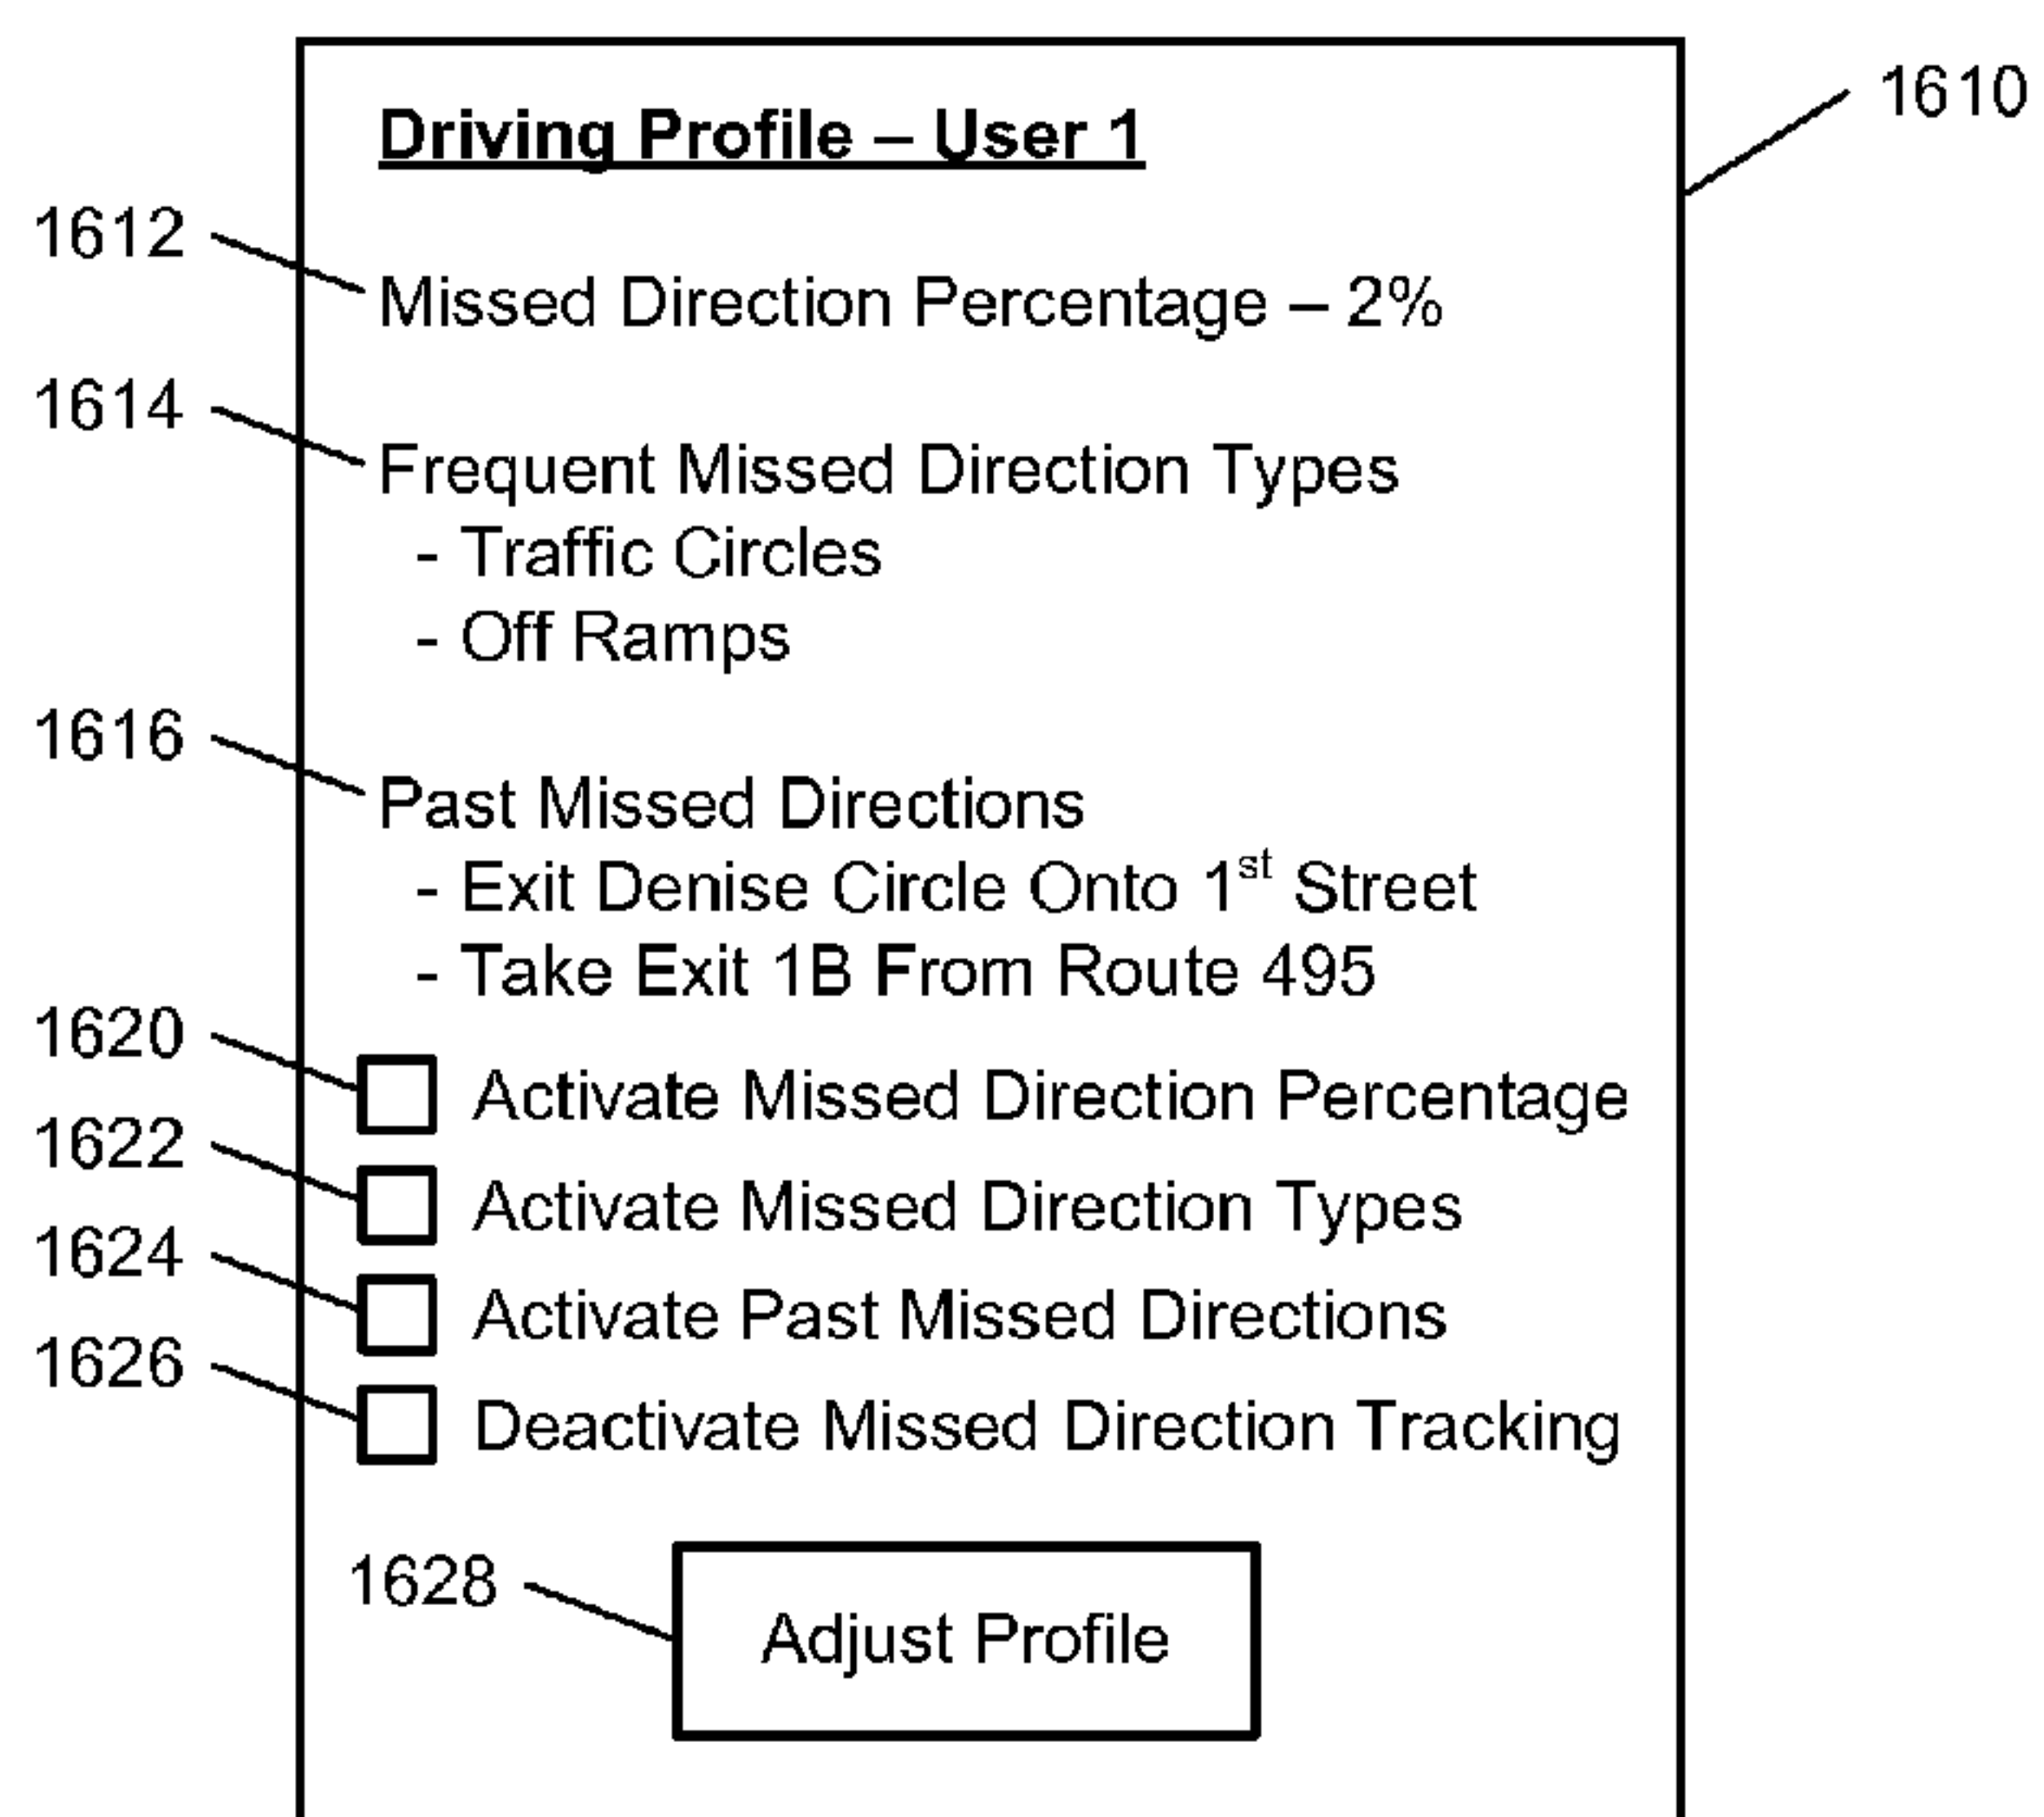 Driving Profile – User 1
1610
1612
Missed Direction Percentage – 2%
1614
Frequent Missed Direction Types
- Traffic Circles
- Off Ramps
1616
Past Missed Directions
- Exit Denise Circle Onto 1st Street
- Take Exit 1B From Route 495
1620
Activate Missed Direction Percentage
1622
Activate Missed Direction Types
1624
Activate Past Missed Directions
1626
Deactivate Missed Direction Tracking
1628
Adjust Profile